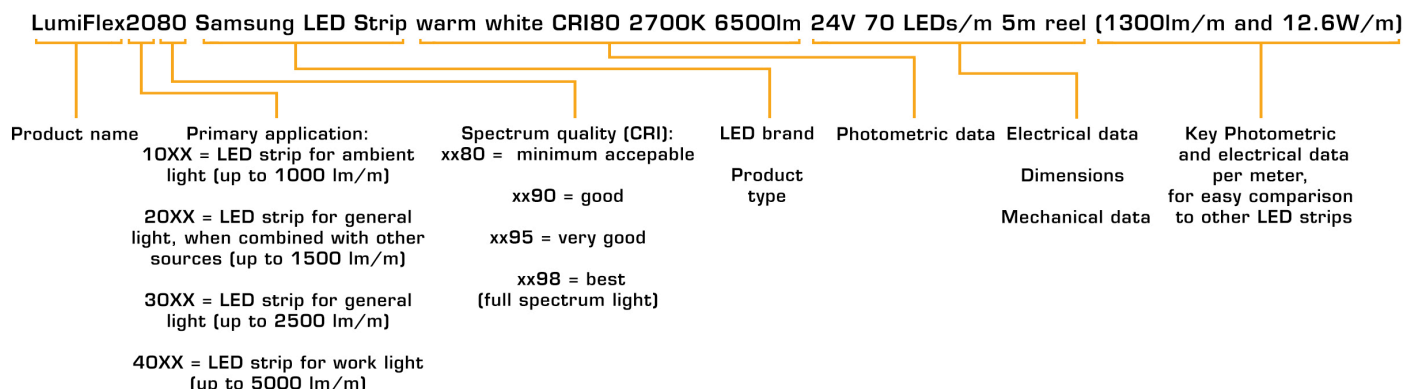 LumiFlex2080 Samsung LED Strip warm white CRI80 2700K 6500lm 24V 70 LEDs/m 5m reel (1300lm/m and 12.6W/m)
Product name
Primary application:
10XX = LED strip for ambient
light (up to 1000 lm/m)
20XX = LED strip for general
light, when combined with other
sources (up to 1500 lm/m)
30XX = LED strip for general
light (up to 2500 lm/m)
40XX = LED strip for work light
(up to 5000 lm/m)
Spectrum quality (CRI):
xx80 = minimum accepable
xx90 = good
xx95 = very good
xx98 = best
(full spectrum light)
LED brand
Product
type
Photometric data
Electrical data
Dimensions
Mechanical data
Key Photometric
and electrical data
per meter,
for easy comparison
to other LED strips